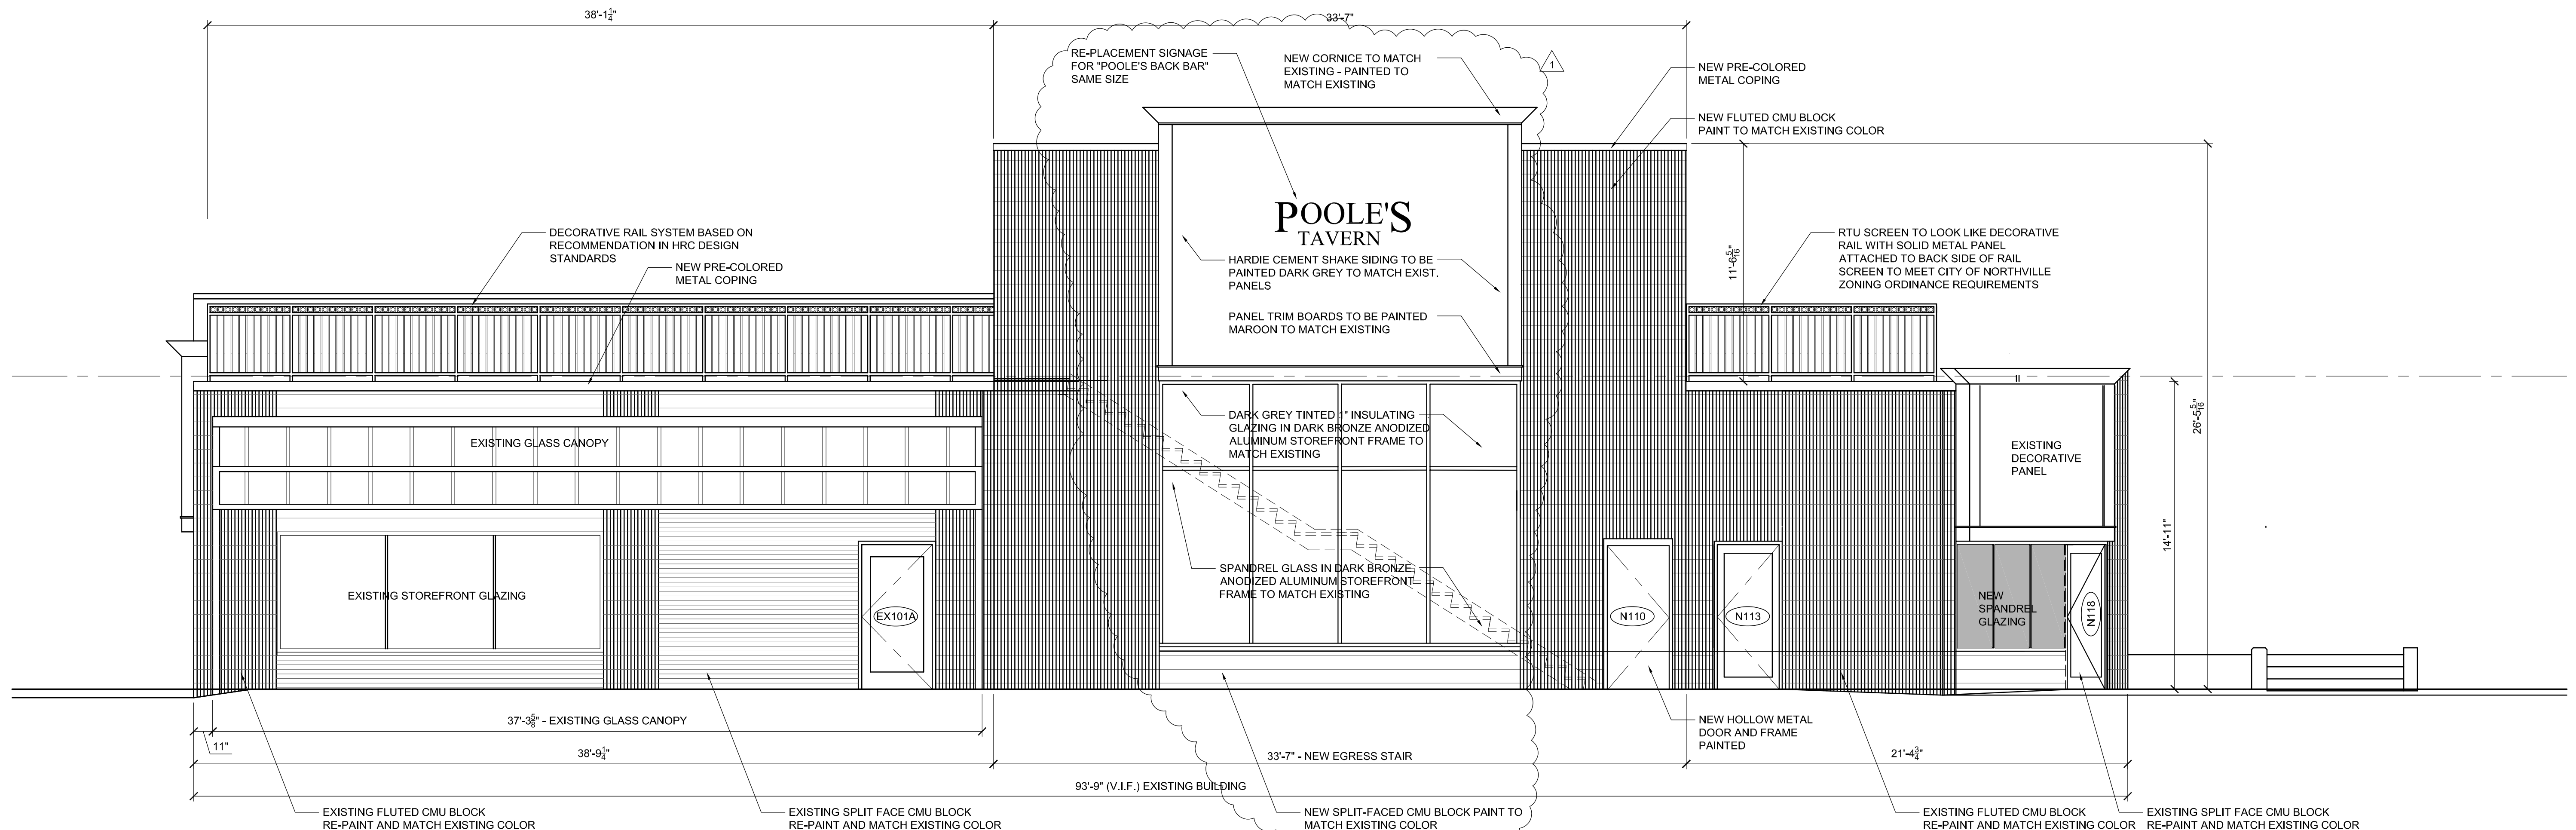 38'-1 1/4"
33'-7"
RE-PLACEMENT SIGNAGE
FOR "POOLE'S BACK BAR"
SAME SIZE
NEW CORNICE TO MATCH
EXISTING - PAINTED TO
MATCH EXISTING
1
NEW PRE-COLORED
METAL COPING
NEW FLUTED CMU BLOCK
PAINT TO MATCH EXISTING COLOR
POOLE'S
TAVERN
DECORATIVE RAIL SYSTEM BASED ON
RECOMMENDATION IN HRC DESIGN
STANDARDS
NEW PRE-COLORED
METAL COPING
HARDIE CEMENT SHAKE SIDING TO BE
PAINTED DARK GREY TO MATCH EXIST.
PANELS
PANEL TRIM BOARDS TO BE PAINTED
MAROON TO MATCH EXISTING
11'-6 5/16"
RTU SCREEN TO LOOK LIKE DECORATIVE
RAIL WITH SOLID METAL PANEL
ATTACHED TO BACK SIDE OF RAIL
SCREEN TO MEET CITY OF NORTHVILLE
ZONING ORDINANCE REQUIREMENTS
26'-5 5/16"
14'-11"
EXISTING GLASS CANOPY
DARK GREY TINTED 1" INSULATING
GLAZING IN DARK BRONZE ANODIZED
ALUMINUM STOREFRONT FRAME TO
MATCH EXISTING
EXISTING
DECORATIVE
PANEL
EXISTING STOREFRONT GLAZING
EX101A
SPANDREL GLASS IN DARK BRONZE
ANODIZED ALUMINUM STOREFRONT
FRAME TO MATCH EXISTING
N110
N113
NEW
SPANDREL
GLAZING
N118
37'-3 5/8" - EXISTING GLASS CANOPY
11"
NEW HOLLOW METAL
DOOR AND FRAME
PAINTED
38'-9 1/4"
33'-7" - NEW EGRESS STAIR
21'-4 3/4"
93'-9" (V.I.F.) EXISTING BUILDING
EXISTING FLUTED CMU BLOCK
RE-PAINT AND MATCH EXISTING COLOR
EXISTING SPLIT FACE CMU BLOCK
RE-PAINT AND MATCH EXISTING COLOR
NEW SPLIT-FACED CMU BLOCK PAINT TO
MATCH EXISTING COLOR
EXISTING FLUTED CMU BLOCK
RE-PAINT AND MATCH EXISTING COLOR
EXISTING SPLIT FACE CMU BLOCK
RE-PAINT AND MATCH EXISTING COLOR